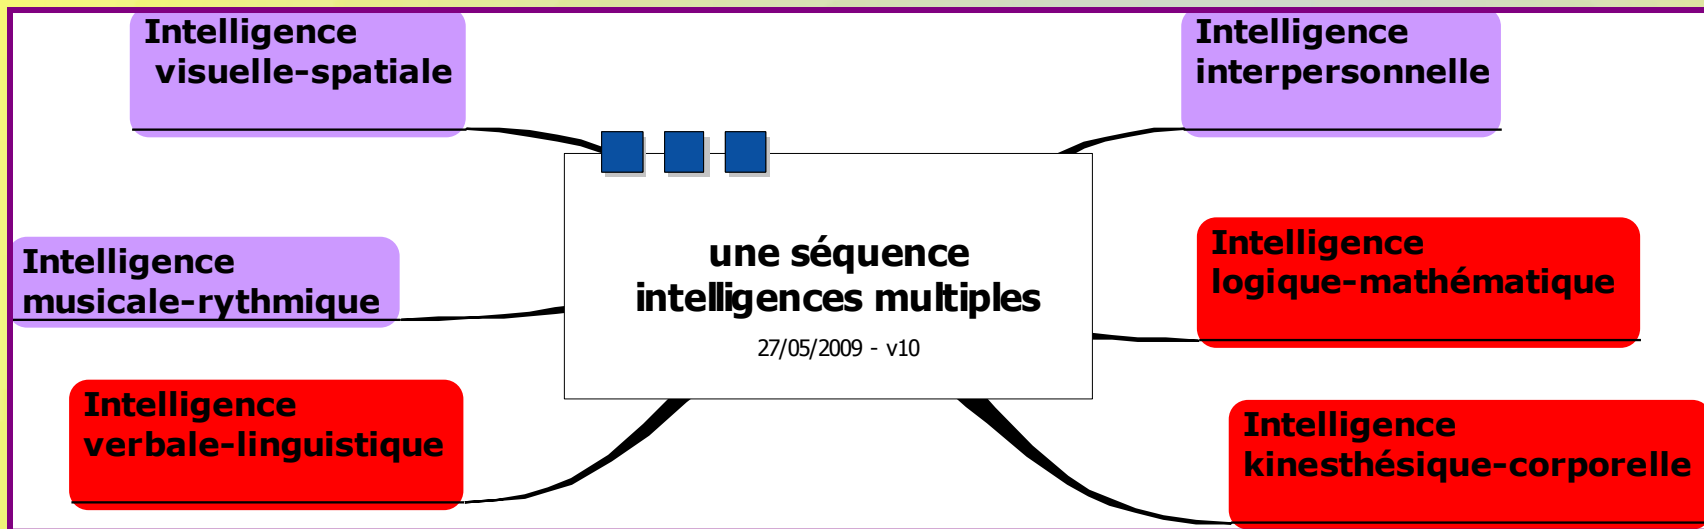 Intelligence
visuelle-spatiale
Intelligence
interpersonnelle
une séquence
intelligences multiples
27/05/2009 - v10
Intelligence
musicale-rythmique
Intelligence
logique-mathématique
Intelligence
verbale-linguistique
Intelligence
kinesthésique-corporelle